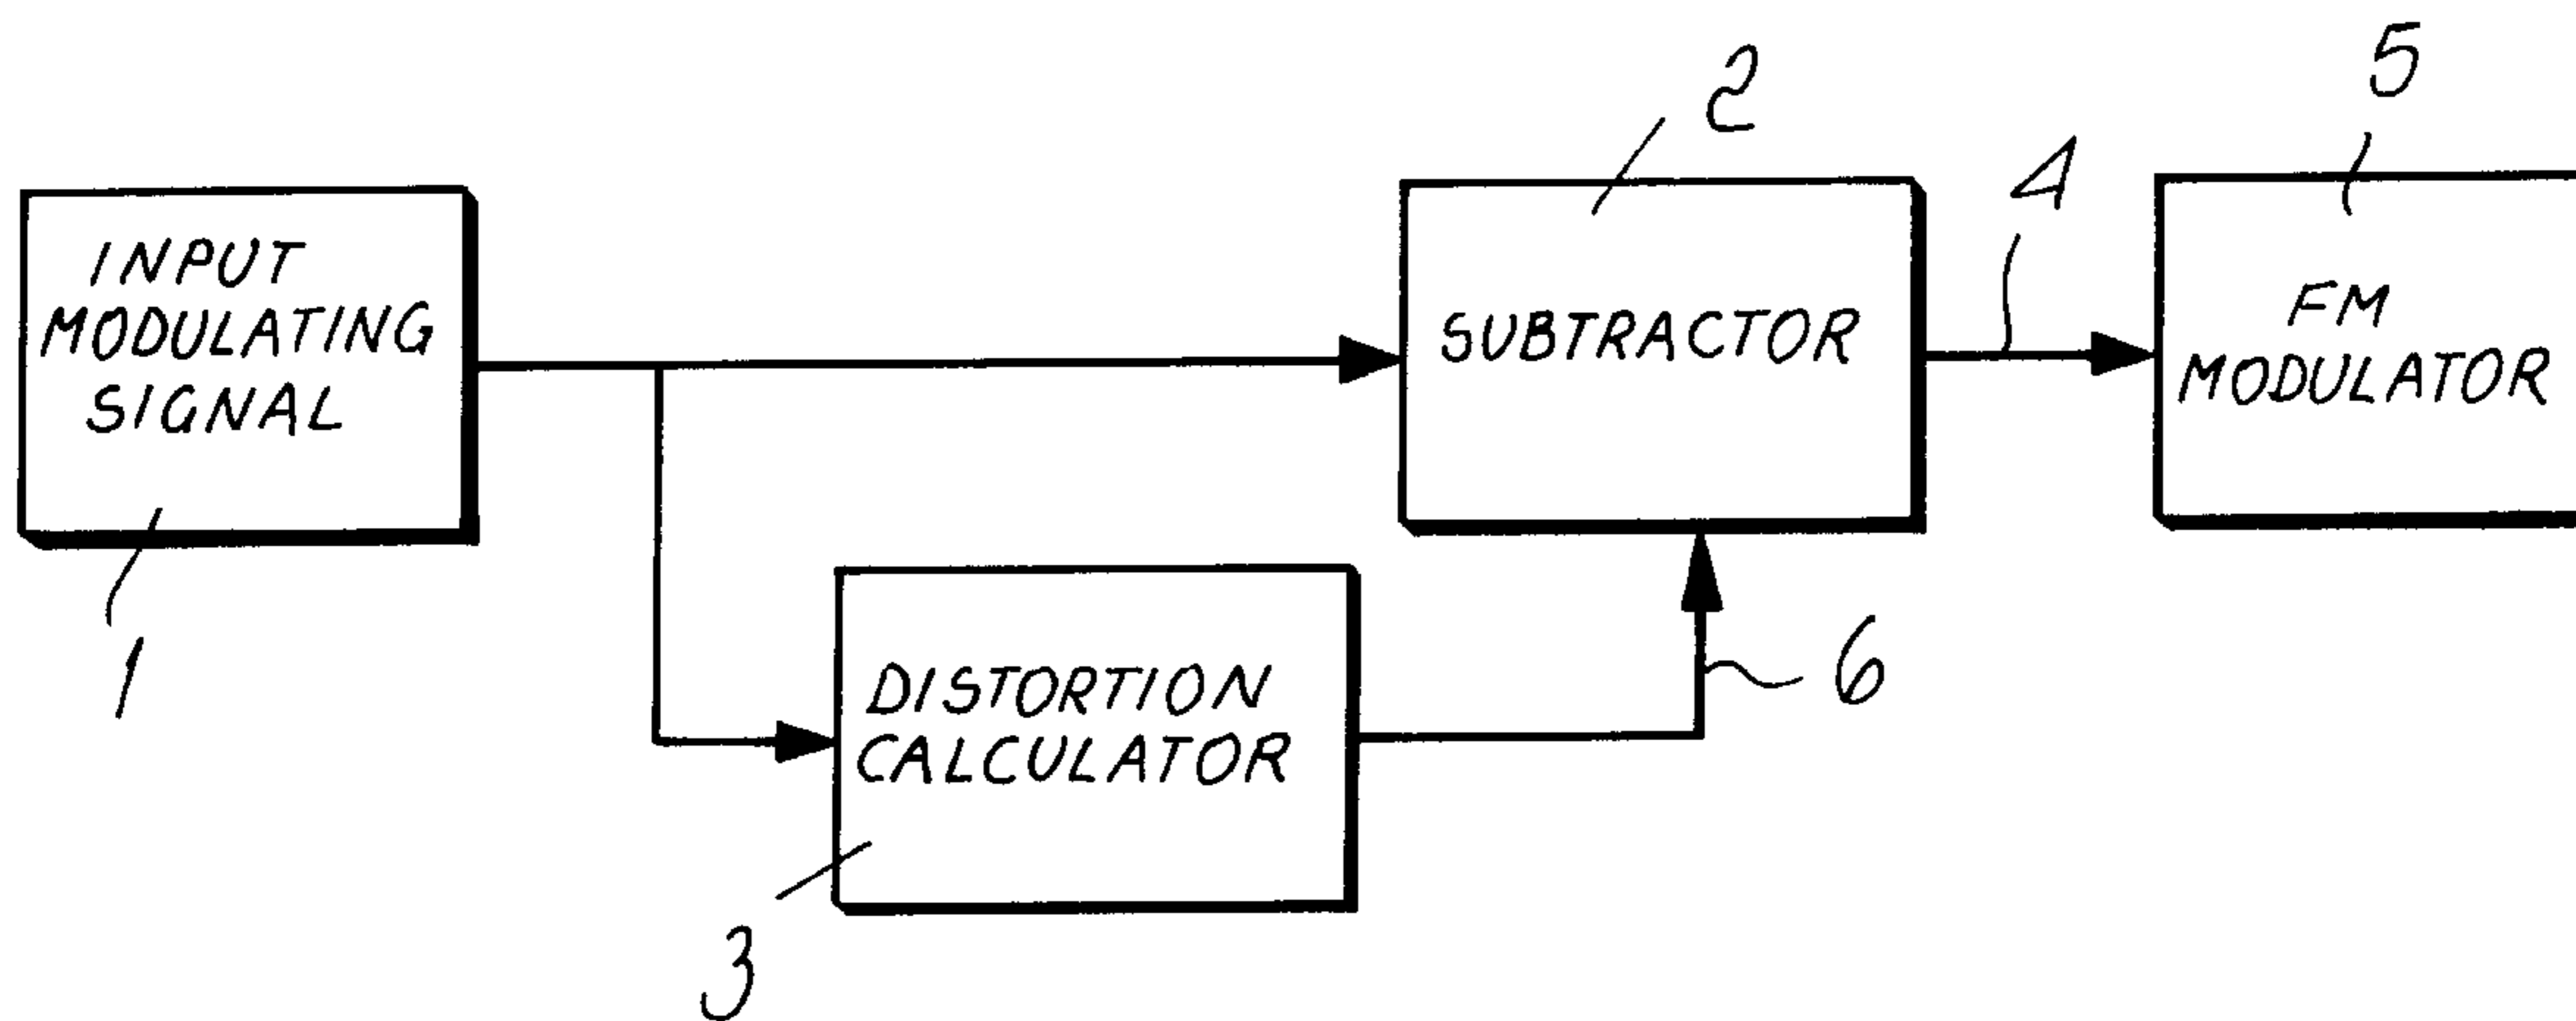 2
5
4
INPUT
MODULATING
SIGNAL
SUBTRACTOR
FM
MODULATOR
1
DISTORTION
CALCULATOR
6
3